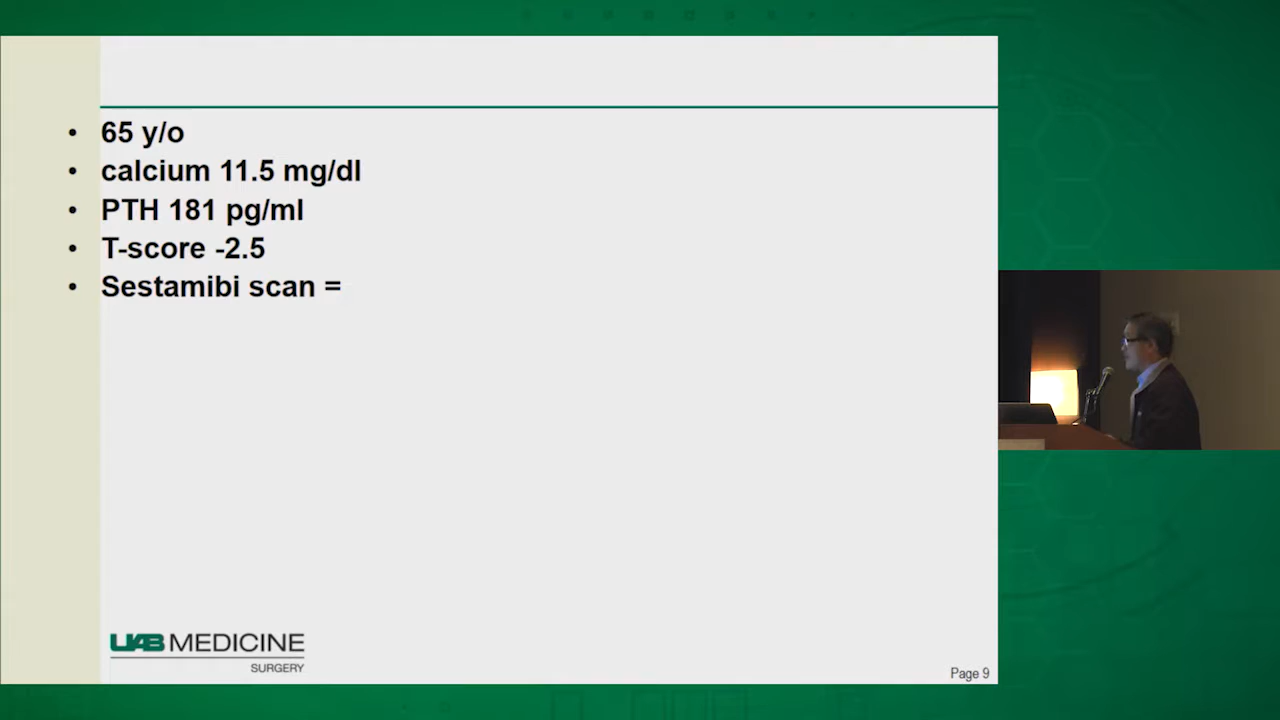 • 65 y/o
• calcium 11.5 mg/dl
• PTH 181 pg/ml
• T-score -2.5
• Sestamibi scan =
UAB MEDICINE
SURGERY
Page 9